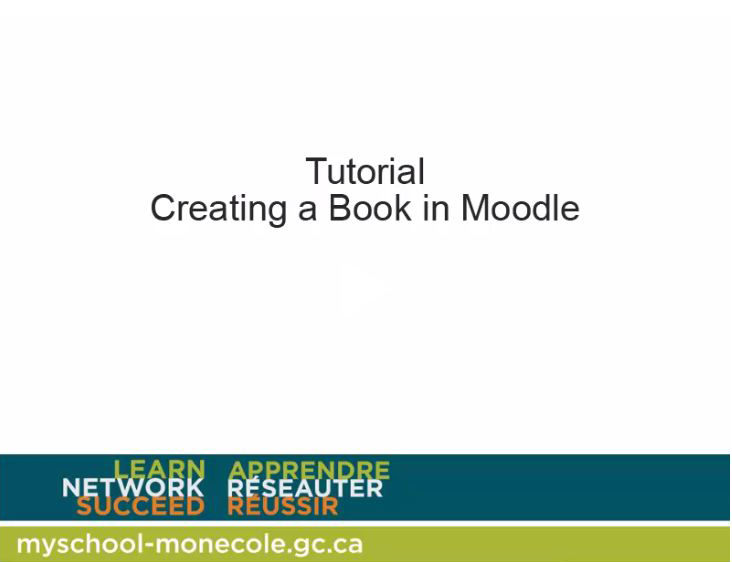 Tutorial
Creating a Book in Moodle
LEARN APPRENDRE
NETWORK RÉSEAUTER
SUCCEED RÉUSSIR
myschool-monecole.gc.ca